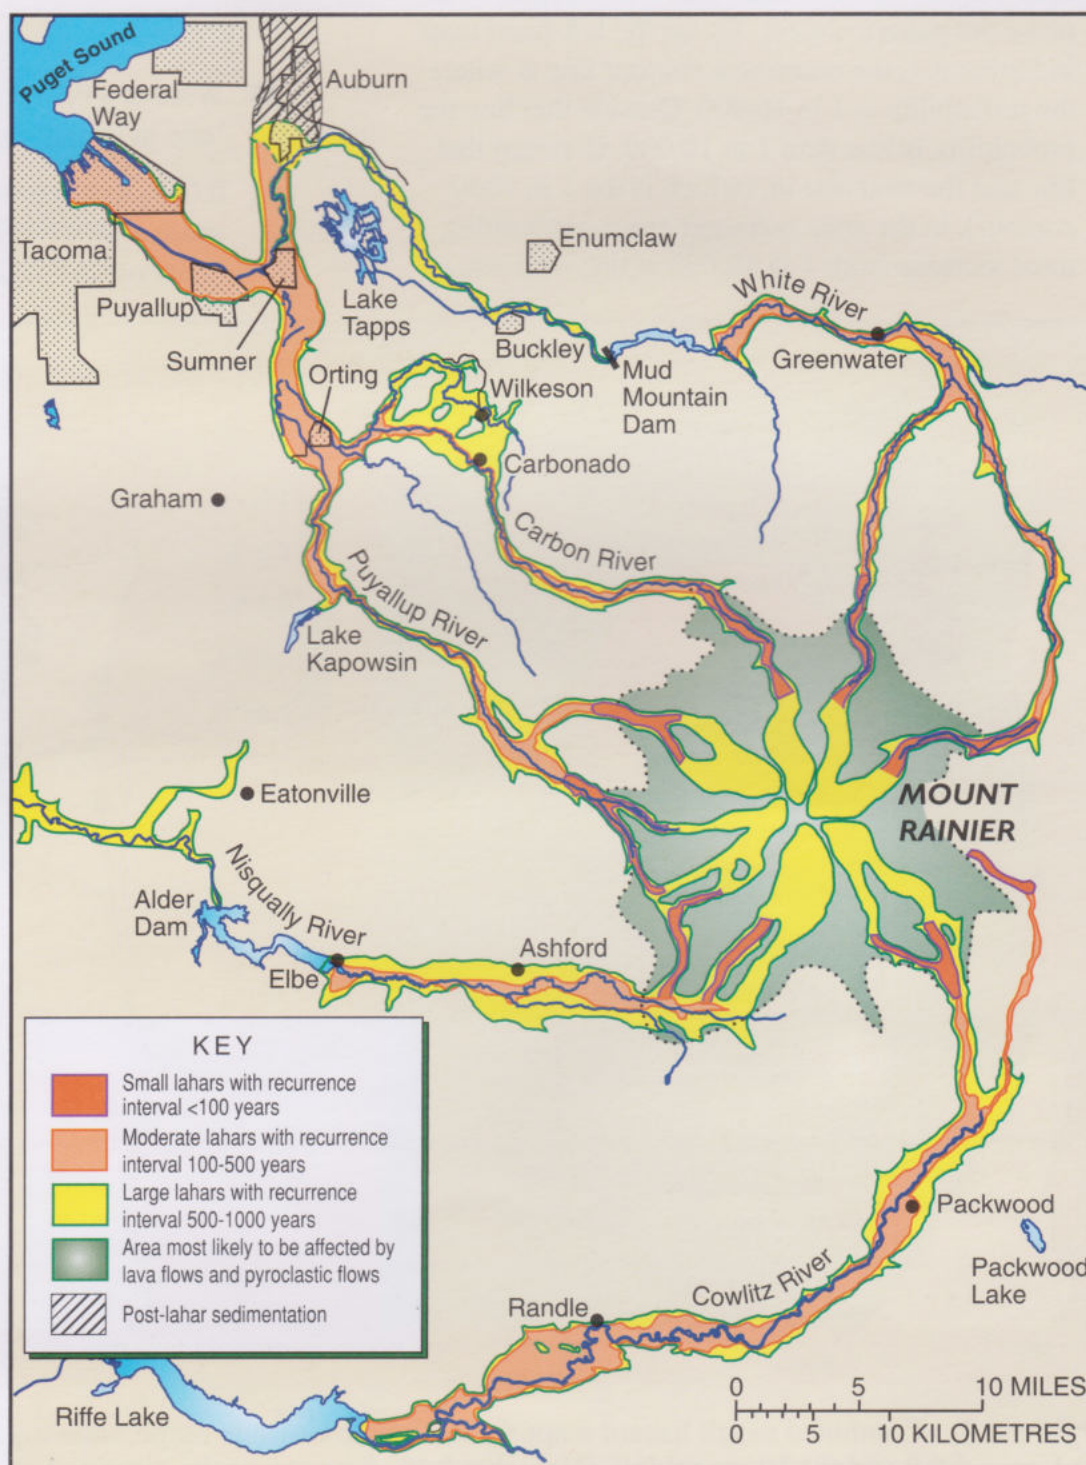 Puget Sound
Federal
Way
Auburn
Tacoma
Puyallup
Sumner
Lake
Tapps
Enumclaw
Buckley
Mud
Mountain
Dam
White River
Greenwater
Orting
Wilkeson
Carbonado
Graham
Carbon River
Puyallup River
Lake
Kapowsin
Eatonville
MOUNT
RAINIER
Nisqually River
Alder
Dam
Elbe
Ashford
KEY
Small lahars with recurrence
interval <100 years
Moderate lahars with recurrence
interval 100-500 years
Large lahars with recurrence
interval 500-1000 years
Area most likely to be affected by
lava flows and pyroclastic flows
Post-lahar sedimentation
Packwood
Packwood
Lake
Cowlitz River
Randle
Riffe Lake
0 5 10 MILES
0 5 10 KILOMETRES